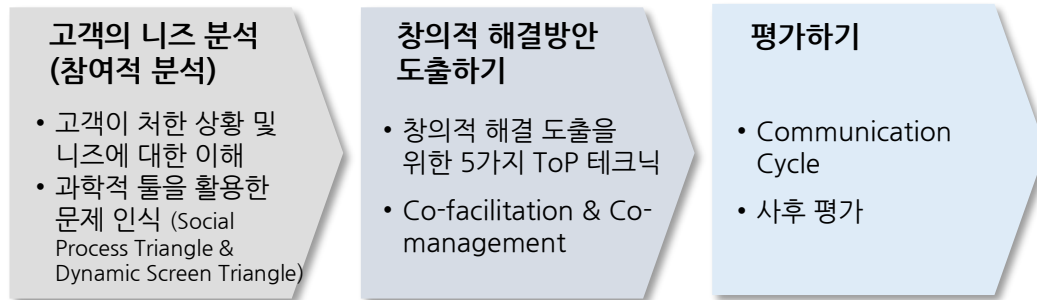 고객의 니즈 분석
(참여적 분석)
• 고객이 처한 상황 및
니즈에 대한 이해
• 과학적 툴을 활용한
문제 인식 (Social
Process Triangle &
Dynamic Screen Triangle)
창의적 해결방안
도출하기
• 창의적 해결 도출을
위한 5가지 ToP 테크닉
• Co-facilitation & Co-
management
평가하기
• Communication
Cycle
• 사후 평가